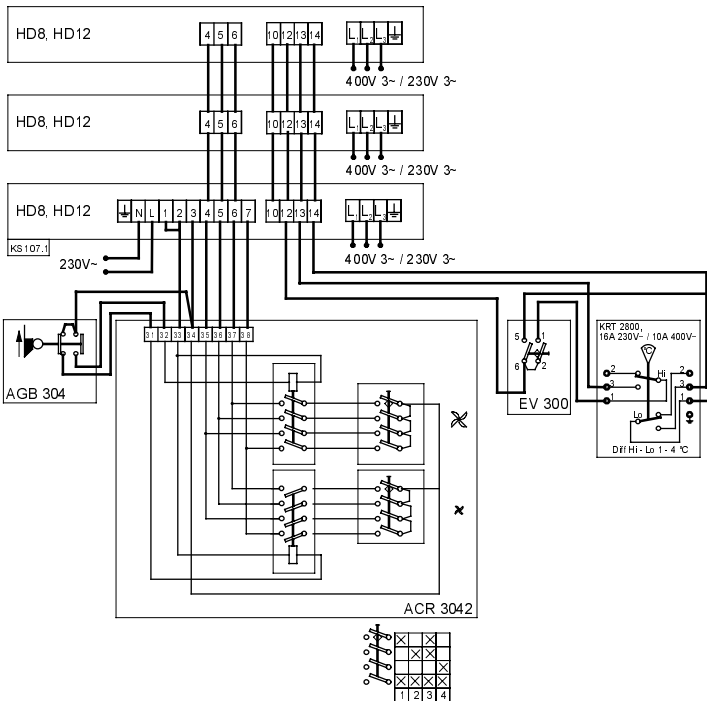 HD8, HD12
4 5 6
10 12 13 14
L1 L2 L3
400V 3~ / 230V 3~
HD8, HD12
4 5 6
10 12 13 14
L1 L2 L3
400V 3~ / 230V 3~
HD8, HD12
N L 1 2 3 4 5 6 7
10 12 13 14
L1 L2 L3
KS107.1
230V~
400V 3~ / 230V 3~
AGB 304
31 32 33 34 35 36 37 38
ACR 3042
5 1
6 2
EV 300
KRT 2800,
16A 230V~ / 10A 400V~
°C
2 Hi 2
3 3
1 1
Lo
Diff Hi - Lo 1 - 4 °C
1 2 3 4